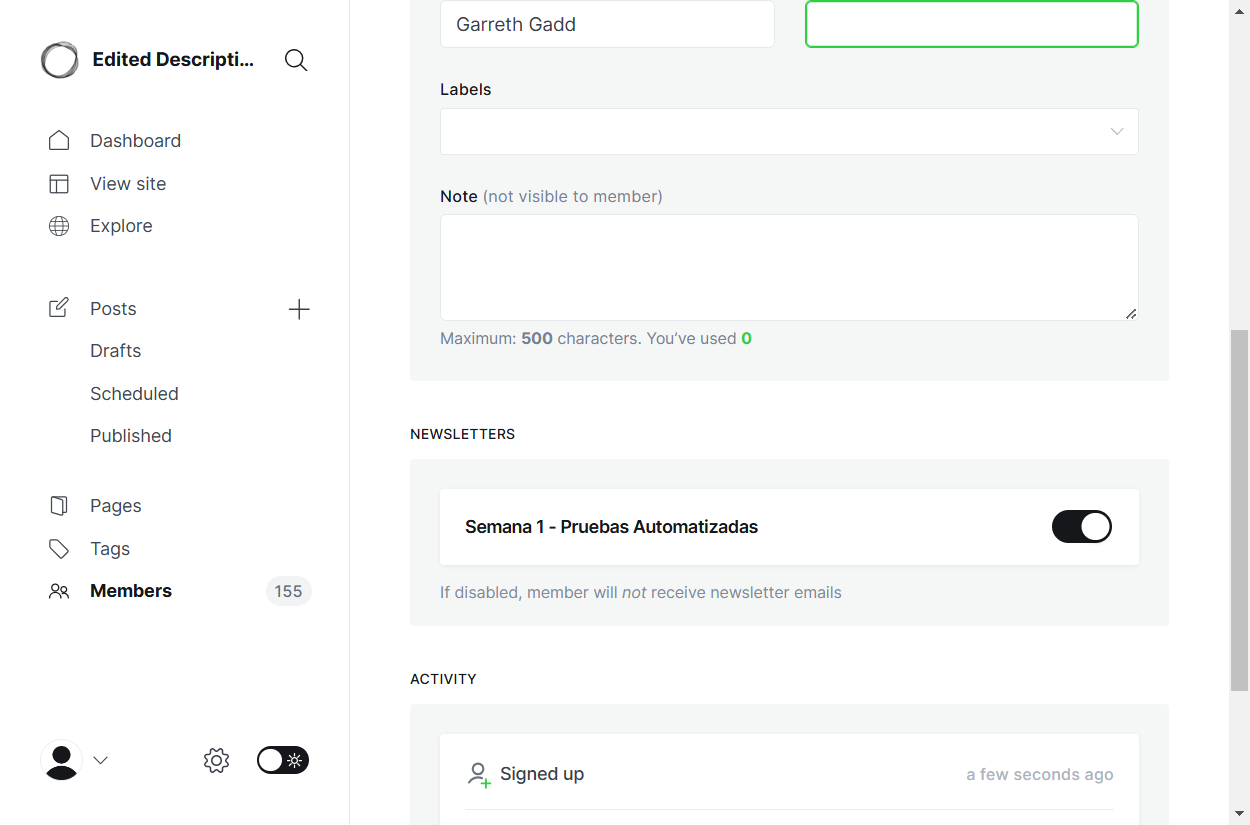 Edited Descripti...
Dashboard
View site
Explore
Posts
Drafts
Scheduled
Published
Pages
Tags
Members
155
Garreth Gadd
Labels
Note (not visible to member)
Maximum: 500 characters. You’ve used 0
NEWSLETTERS
Semana 1 - Pruebas Automatizadas
If disabled, member will not receive newsletter emails
ACTIVITY
Signed up
a few seconds ago